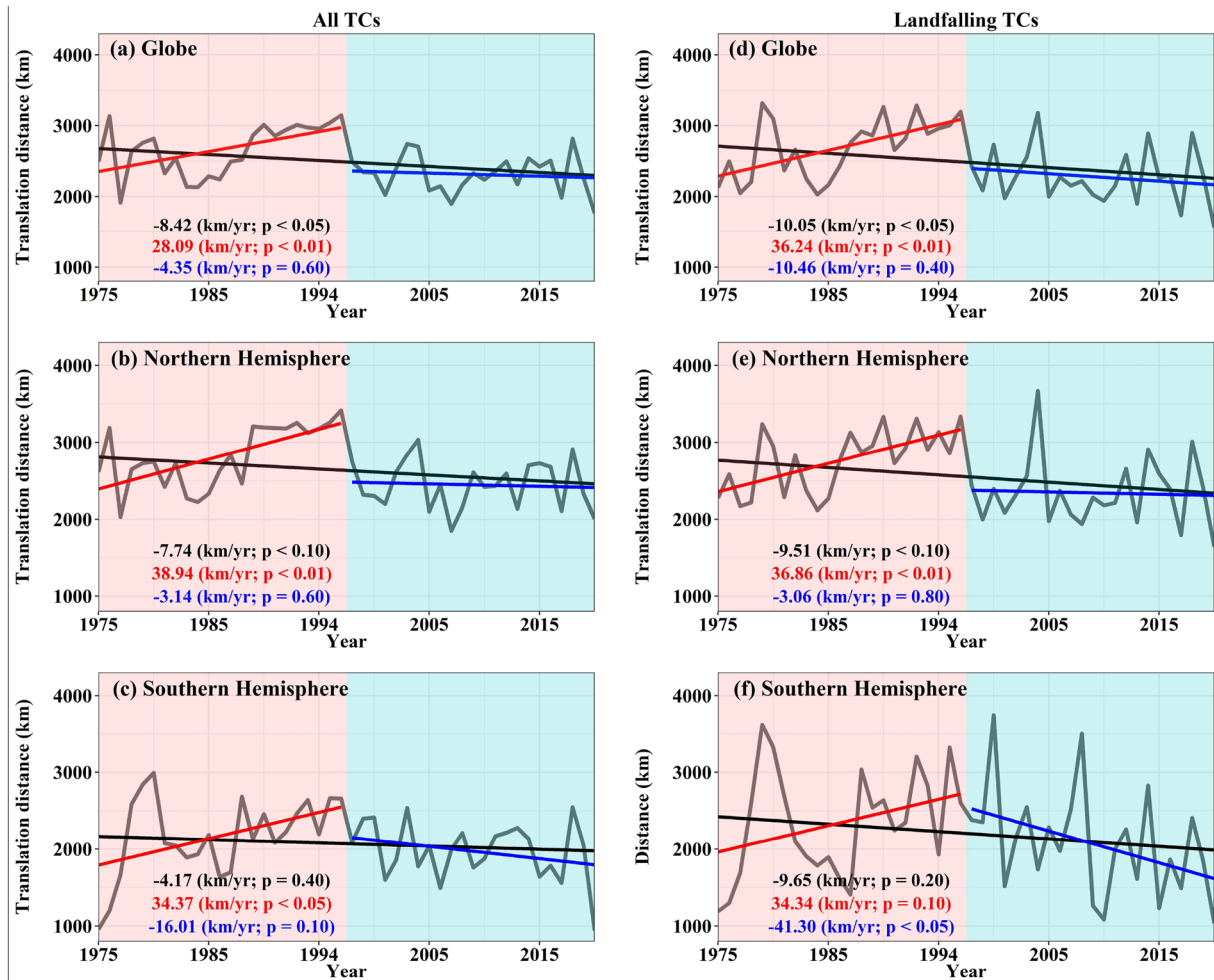 All TCs
Landfalling TCs
(a) Globe
Translation distance (km)
4000
3000
2000
1000
-8.42 (km/yr; p < 0.05)
28.09 (km/yr; p < 0.01)
-4.35 (km/yr; p = 0.60)
1975
1985
1994
2005
2015
Year
(d) Globe
Translation distance (km)
4000
3000
2000
1000
-10.05 (km/yr; p < 0.05)
36.24 (km/yr; p < 0.01)
-10.46 (km/yr; p = 0.40)
1975
1985
1994
2005
2015
Year
(b) Northern Hemisphere
Translation distance (km)
4000
3000
2000
1000
-7.74 (km/yr; p < 0.10)
38.94 (km/yr; p < 0.01)
-3.14 (km/yr; p = 0.60)
1975
1985
1994
2005
2015
Year
(e) Northern Hemisphere
Translation distance (km)
4000
3000
2000
1000
-9.51 (km/yr; p < 0.10)
36.86 (km/yr; p < 0.01)
-3.06 (km/yr; p = 0.80)
1975
1985
1994
2005
2015
Year
(c) Southern Hemisphere
Translation distance (km)
4000
3000
2000
1000
-4.17 (km/yr; p = 0.40)
34.37 (km/yr; p < 0.05)
-16.01 (km/yr; p = 0.10)
1975
1985
1994
2005
2015
Year
(f) Southern Hemisphere
Distance (km)
4000
3000
2000
1000
-9.65 (km/yr; p = 0.20)
34.34 (km/yr; p = 0.10)
-41.30 (km/yr; p < 0.05)
1975
1985
1994
2005
2015
Year